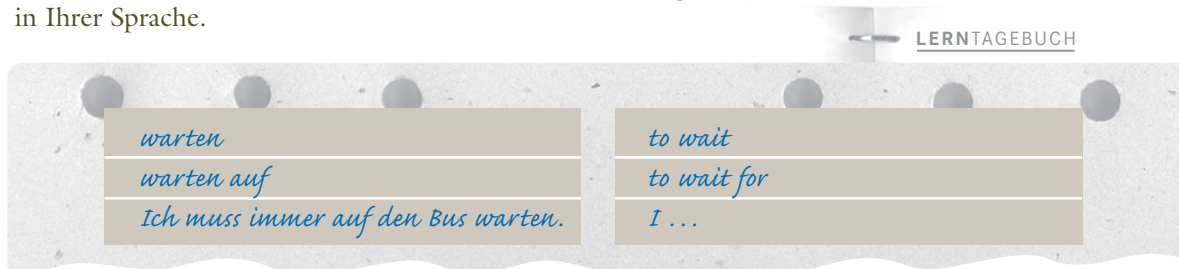 in Ihrer Sprache.
LERNTAGEBUCH
warten
to wait
warten auf
to wait for
Ich muss immer auf den Bus warten.
I ...